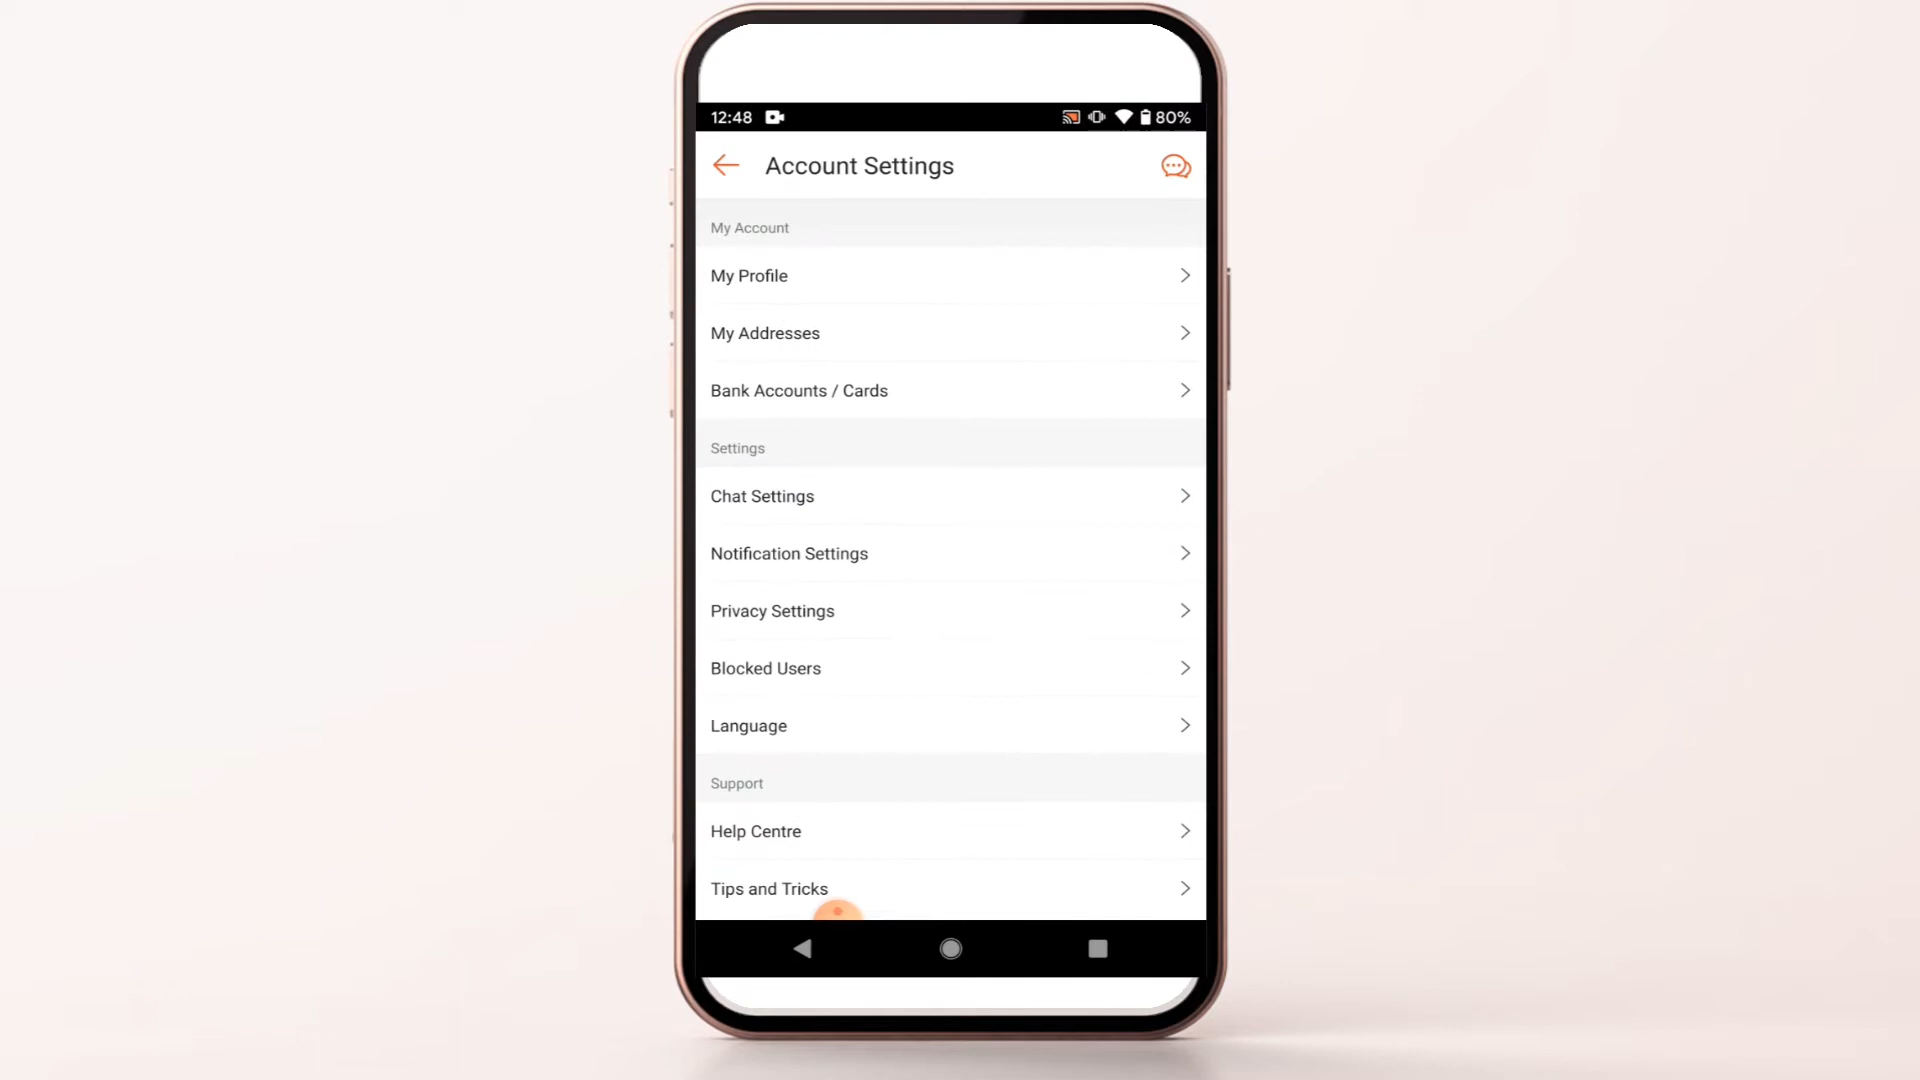 12:48
80%
Account Settings
My Account
My Profile
My Addresses
Bank Accounts / Cards
Settings
Chat Settings
Notification Settings
Privacy Settings
Blocked Users
Language
Support
Help Centre
Tips and Tricks